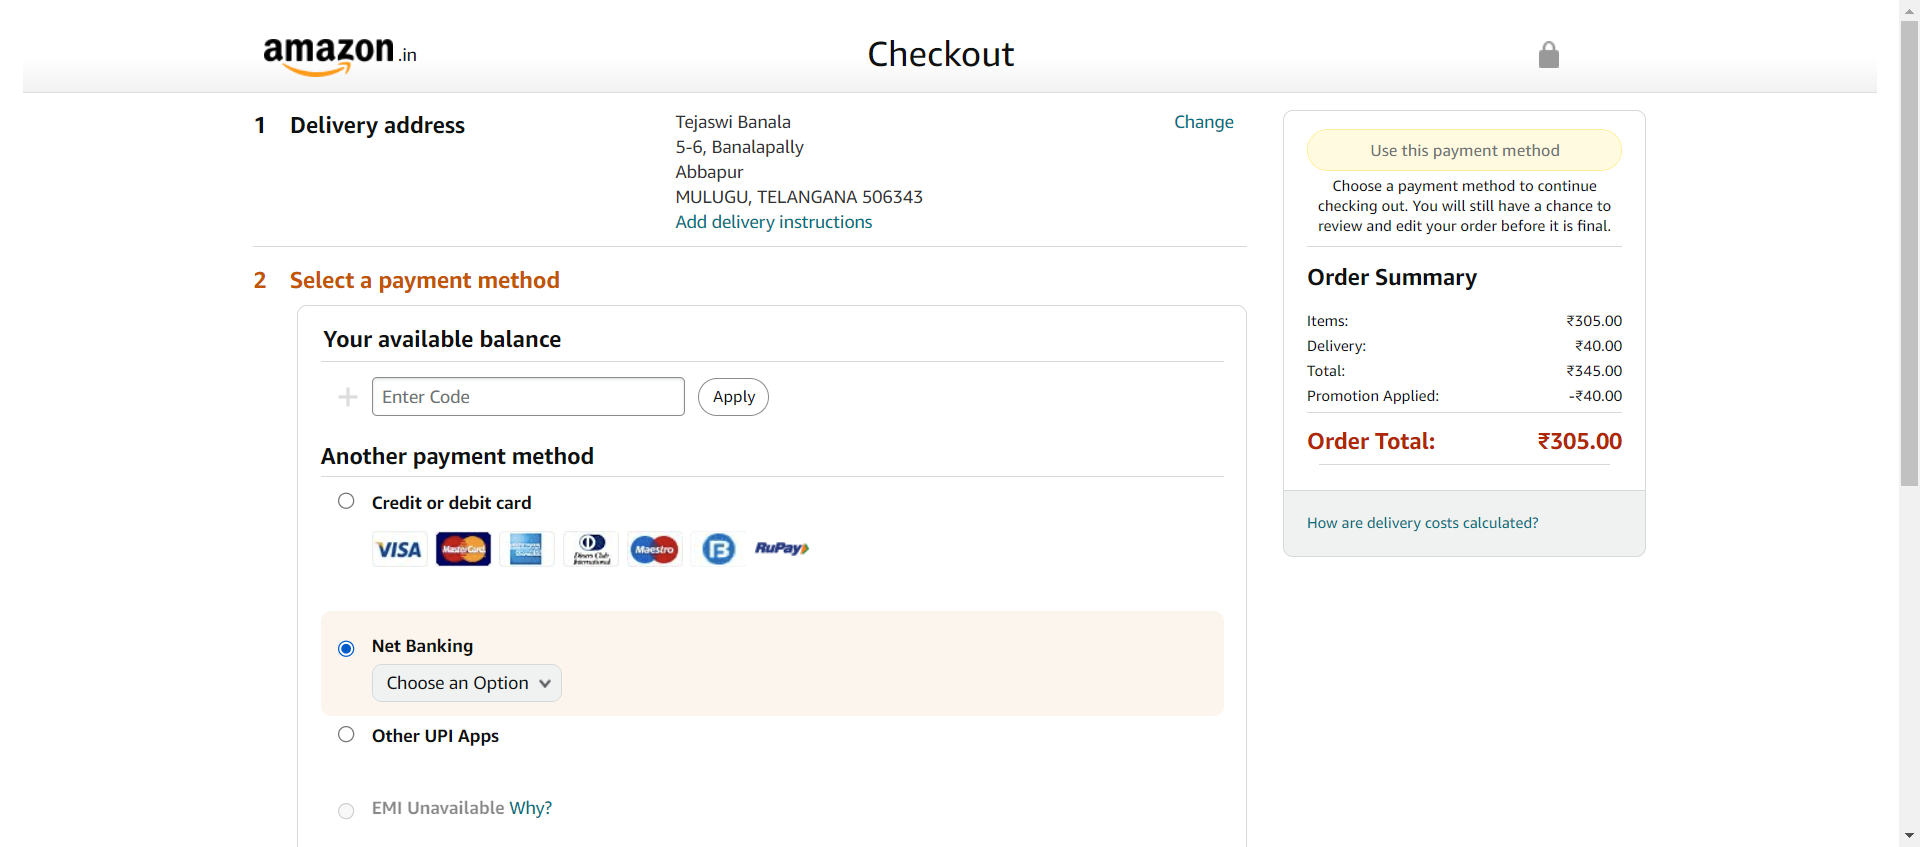 amazon.in
Checkout
1 Delivery address
Tejaswi Banala
5-6, Banalapally
Abbapur
MULUGU, TELANGANA 506343
Add delivery instructions
Change
2 Select a payment method
Your available balance
Enter Code
Apply
Another payment method
Credit or debit card
VISA MasterCard Diners Club International Maestro B RuPay
Net Banking
Choose an Option
Other UPI Apps
EMI Unavailable Why?
Use this payment method
Choose a payment method to continue
checking out. You will still have a chance to
review and edit your order before it is final.
Order Summary
Items: ₹305.00
Delivery: ₹40.00
Total: ₹345.00
Promotion Applied: -₹40.00
Order Total: ₹305.00
How are delivery costs calculated?